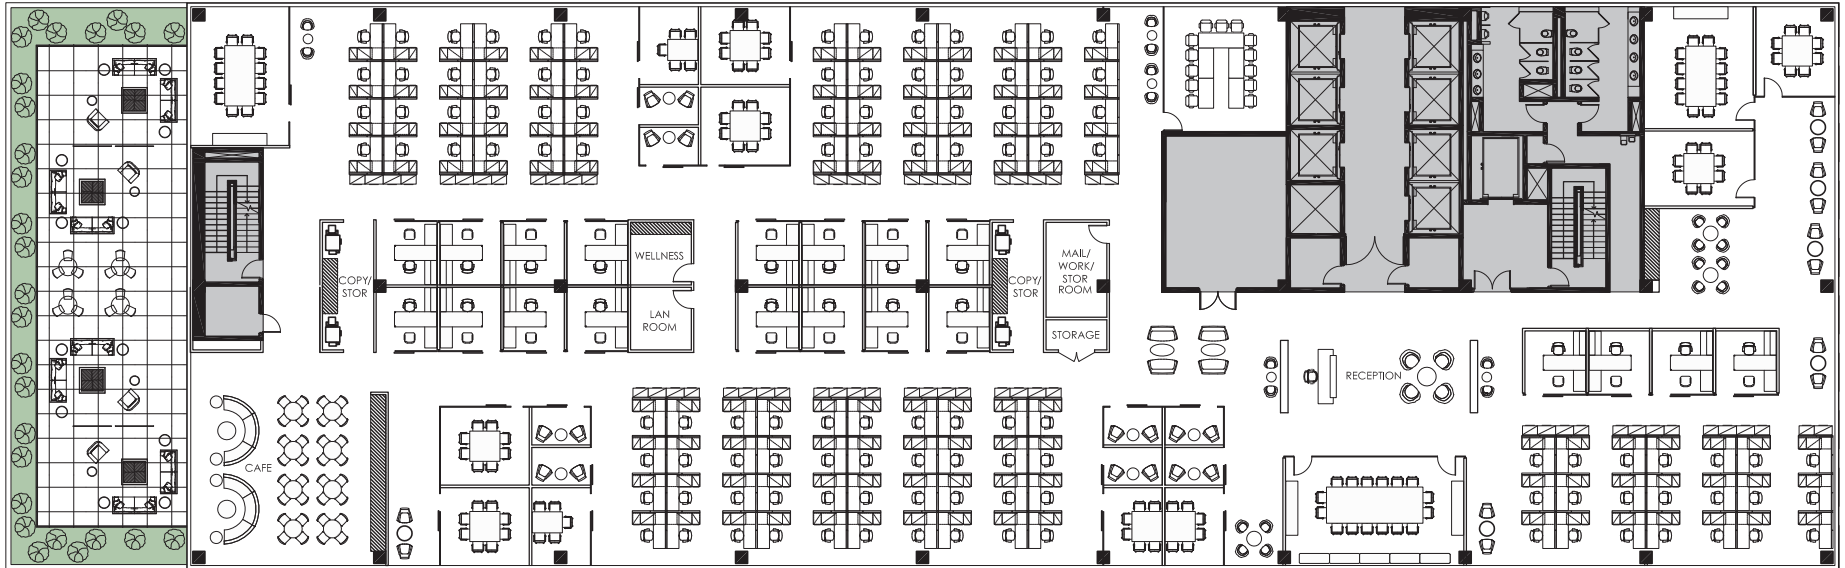 WELLNESS
LAN
ROOM
COPY/
STOR
COPY/
STOR
MAIL/
WORK/
STOR
ROOM
STORAGE
RECEPTION
CAFE